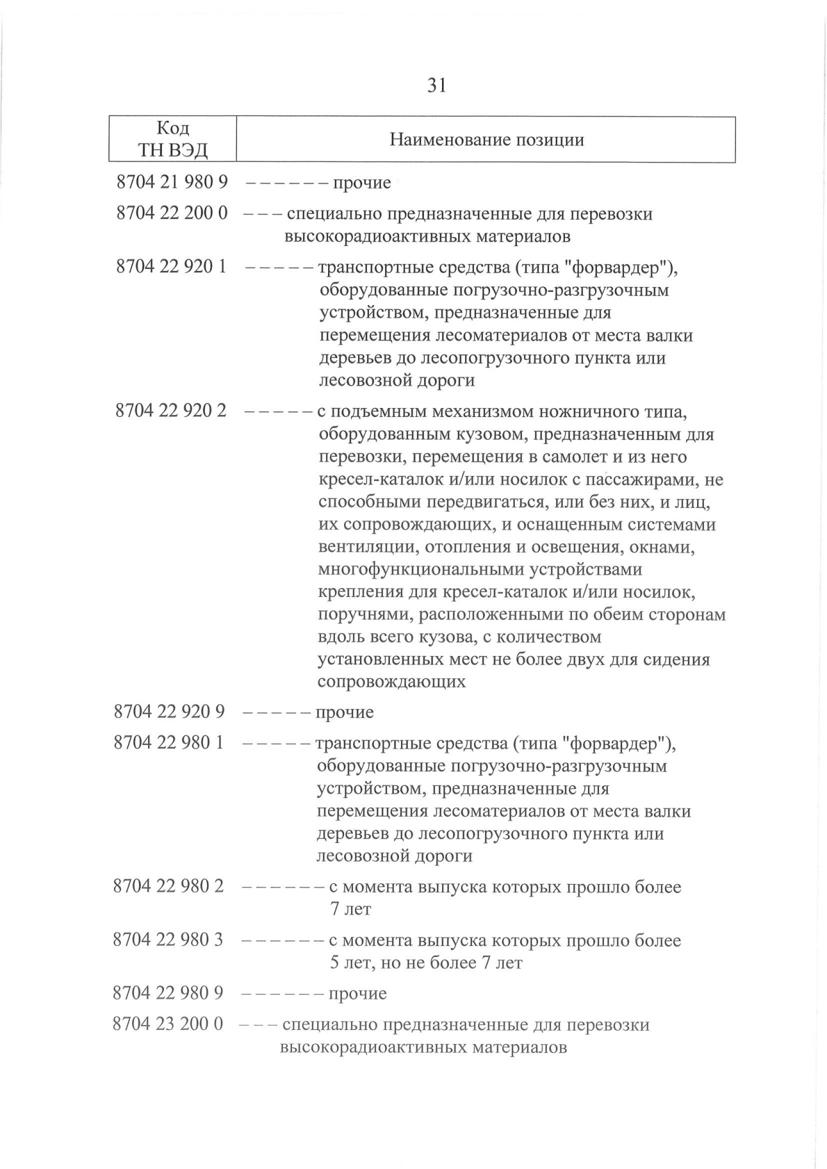 31
Код
ТН ВЭД
Наименование позиции
8704 21 980 9 – – – – – – прочие
8704 22 200 0 – – – специально предназначенные для перевозки
высокорадиоактивных материалов
8704 22 920 1 – – – – – транспортные средства (типа "форвардер"),
оборудованные погрузочно-разгрузочным
устройством, предназначенные для
перемещения лесоматериалов от места валки
деревьев до лесопогрузочного пункта или
лесовозной дороги
8704 22 920 2 – – – – – с подъемным механизмом ножничного типа,
оборудованным кузовом, предназначенным для
перевозки, перемещения в самолет и из него
кресел-каталок и/или носилок с пассажирами, не
способными передвигаться, или без них, и лиц,
их сопровождающих, и оснащенным системами
вентиляции, отопления и освещения, окнами,
многофункциональными устройствами
крепления для кресел-каталок и/или носилок,
поручнями, расположенными по обеим сторонам
вдоль всего кузова, с количеством
установленных мест не более двух для сидения
сопровождающих
8704 22 920 9 – – – – – прочие
8704 22 980 1 – – – – – транспортные средства (типа "форвардер"),
оборудованные погрузочно-разгрузочным
устройством, предназначенные для
перемещения лесоматериалов от места валки
деревьев до лесопогрузочного пункта или
лесовозной дороги
8704 22 980 2 – – – – – – с момента выпуска которых прошло более
7 лет
8704 22 980 3 – – – – – – с момента выпуска которых прошло более
5 лет, но не более 7 лет
8704 22 980 9 – – – – – – прочие
8704 23 200 0 – – – специально предназначенные для перевозки
высокорадиоактивных материалов